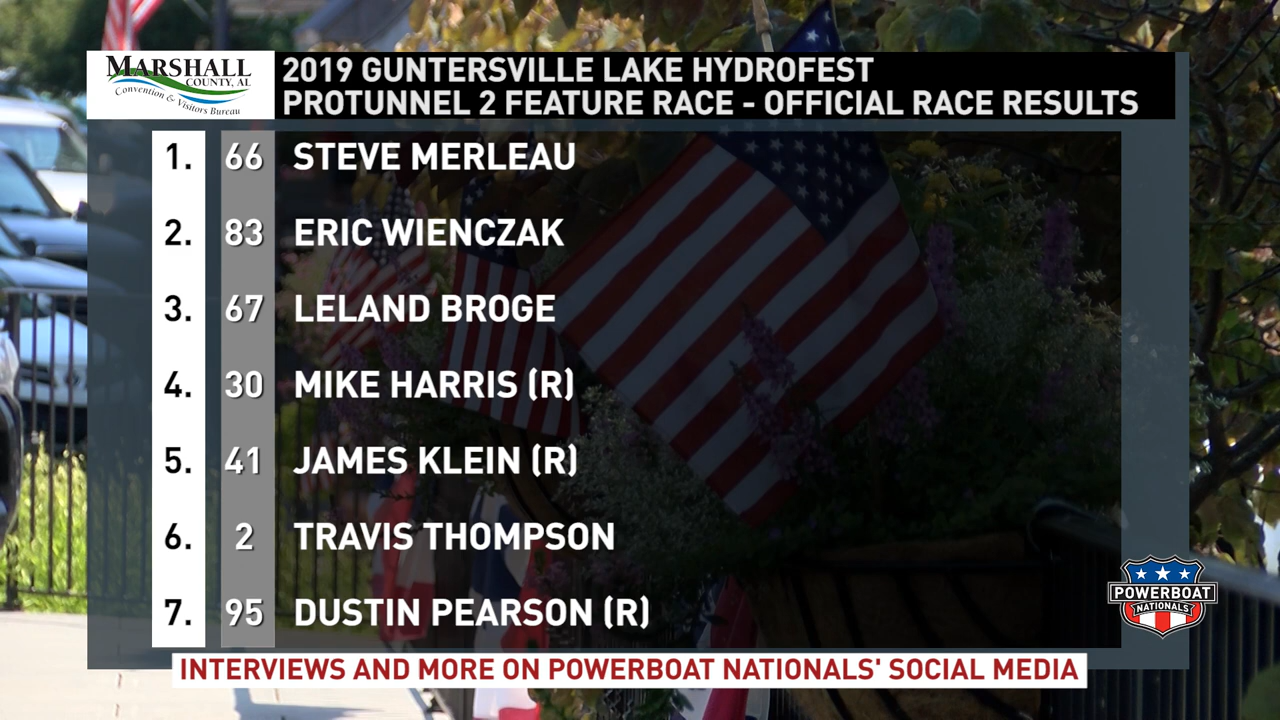 MARSHALL
COUNTY, AL
Convention & Visitors Bureau
2019 GUNTERSVILLE LAKE HYDROFEST
PROTUNNEL 2 FEATURE RACE - OFFICIAL RACE RESULTS
1. 66 STEVE MERLEAU
2. 83 ERIC WIENCZAK
3. 67 LELAND BROGE
4. 30 MIKE HARRIS (R)
5. 41 JAMES KLEIN (R)
6. 2 TRAVIS THOMPSON
7. 95 DUSTIN PEARSON (R)
POWERBOAT
NATIONALS
INTERVIEWS AND MORE ON POWERBOAT NATIONALS' SOCIAL MEDIA